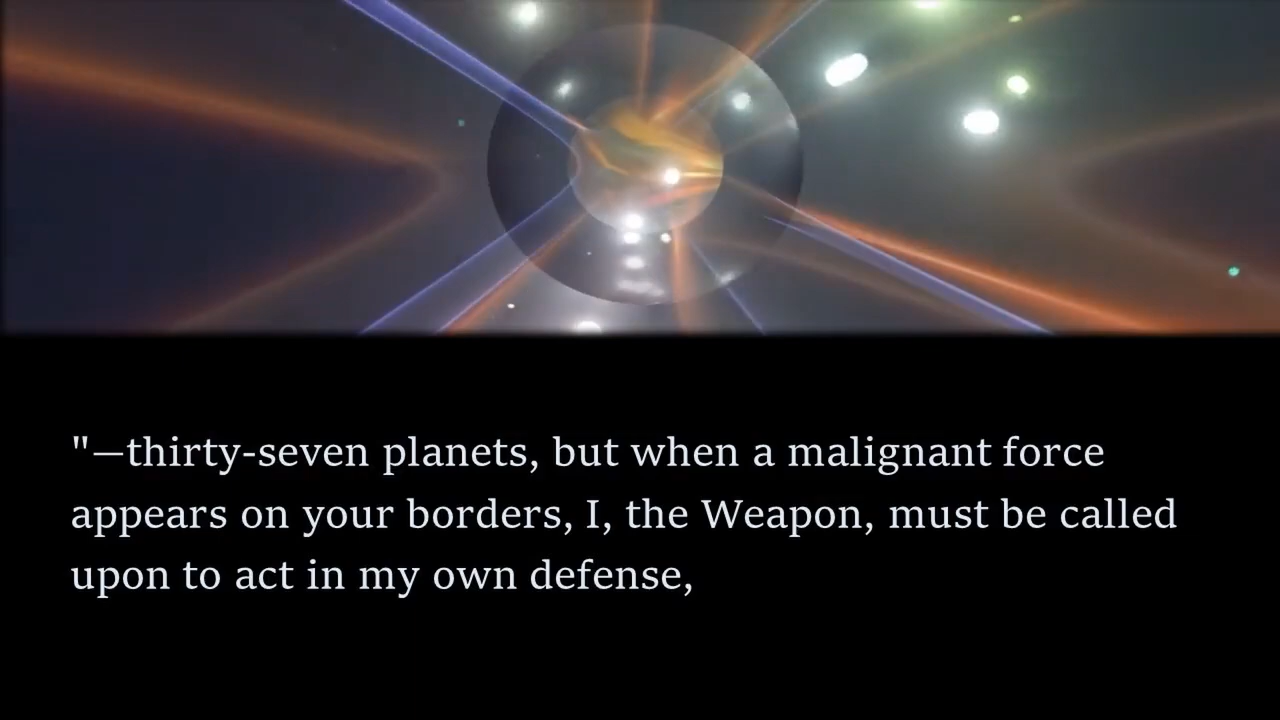 "—thirty-seven planets, but when a malignant force
appears on your borders, I, the Weapon, must be called
upon to act in my own defense,